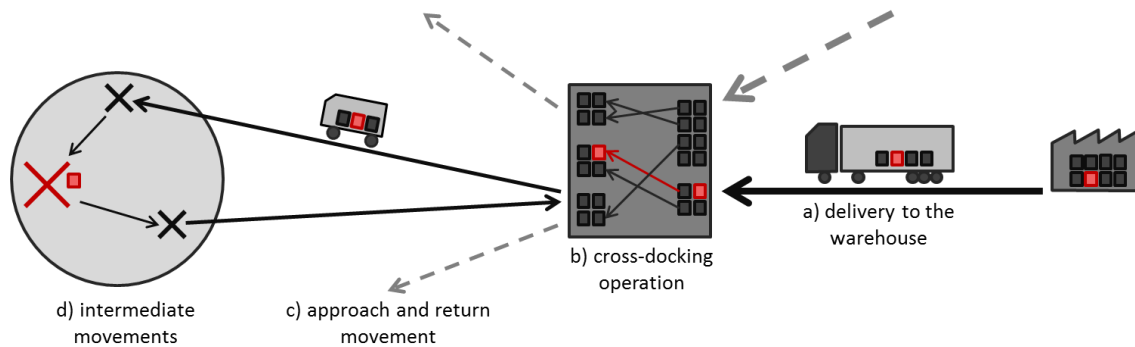 a) delivery to the
warehouse
b) cross-docking
operation
c) approach and return
movement
d) intermediate
movements